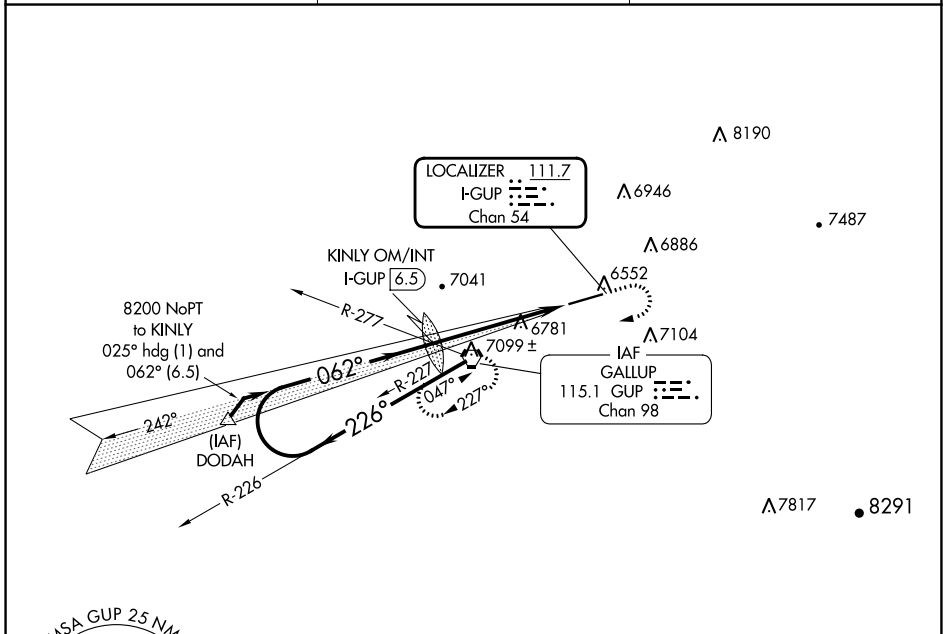 8190
LOCALIZER 111.7
I-GUP
Chan 54
6946
7487
6886
KINLY OM/INT
I-GUP 6.5
7041
6552
R-277
8200 NoPT
to KINLY
025° hdg (1) and
062° (6.5)
6781
7104
7099 ±
IAF
GALLUP
115.1 GUP
Chan 98
062°
R-227
047°
227°
226°
242°
(IAF)
DODAH
R-226
7817
8291
MSA GUP 25 NM